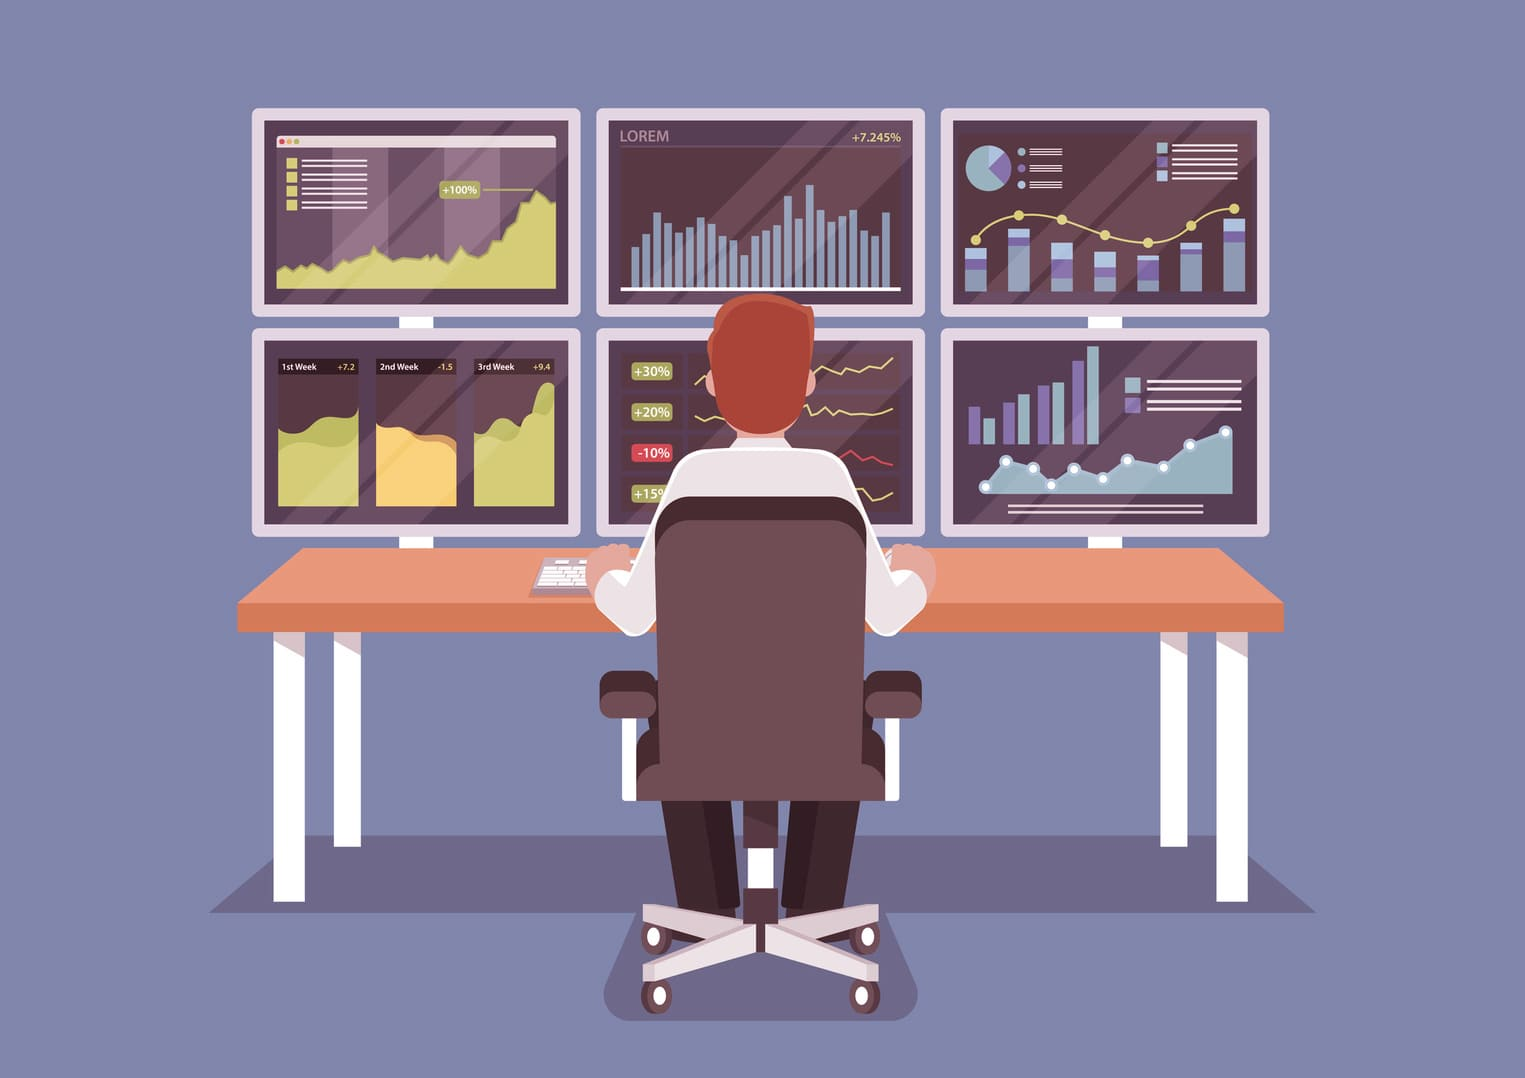 +100%
LOREM +7.245%
1st Week +7.2
2nd Week -1.5
3rd Week +9.4
+30%
+20%
-10%
+15%